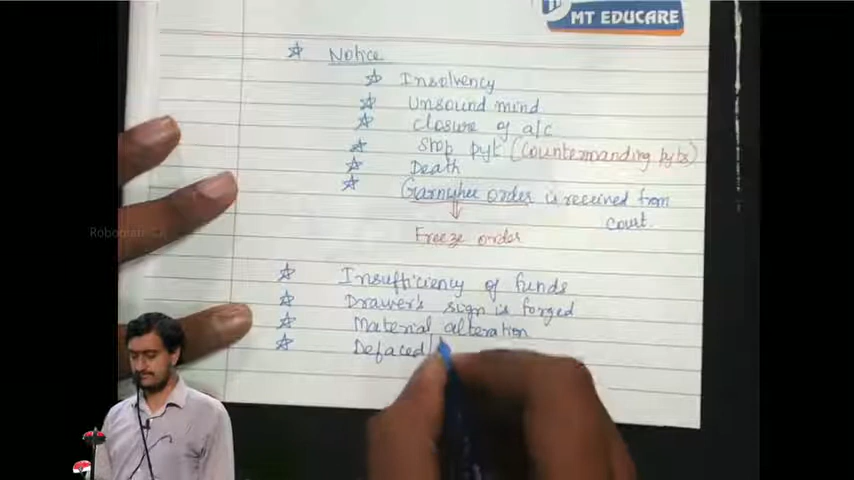 MT EDUCARE
☆ Notice
☆ Insolvency
☆ Unsound mind
☆ Closure of a/c
☆ Stop pyt (Countermanding pyts)
☆ Death
☆ Garnishee order is received from
court.
⇓
Freeze order
☆ Insufficiency of funds
☆ Drawer's sign is forged
☆ Material alteration
☆ Defaced/